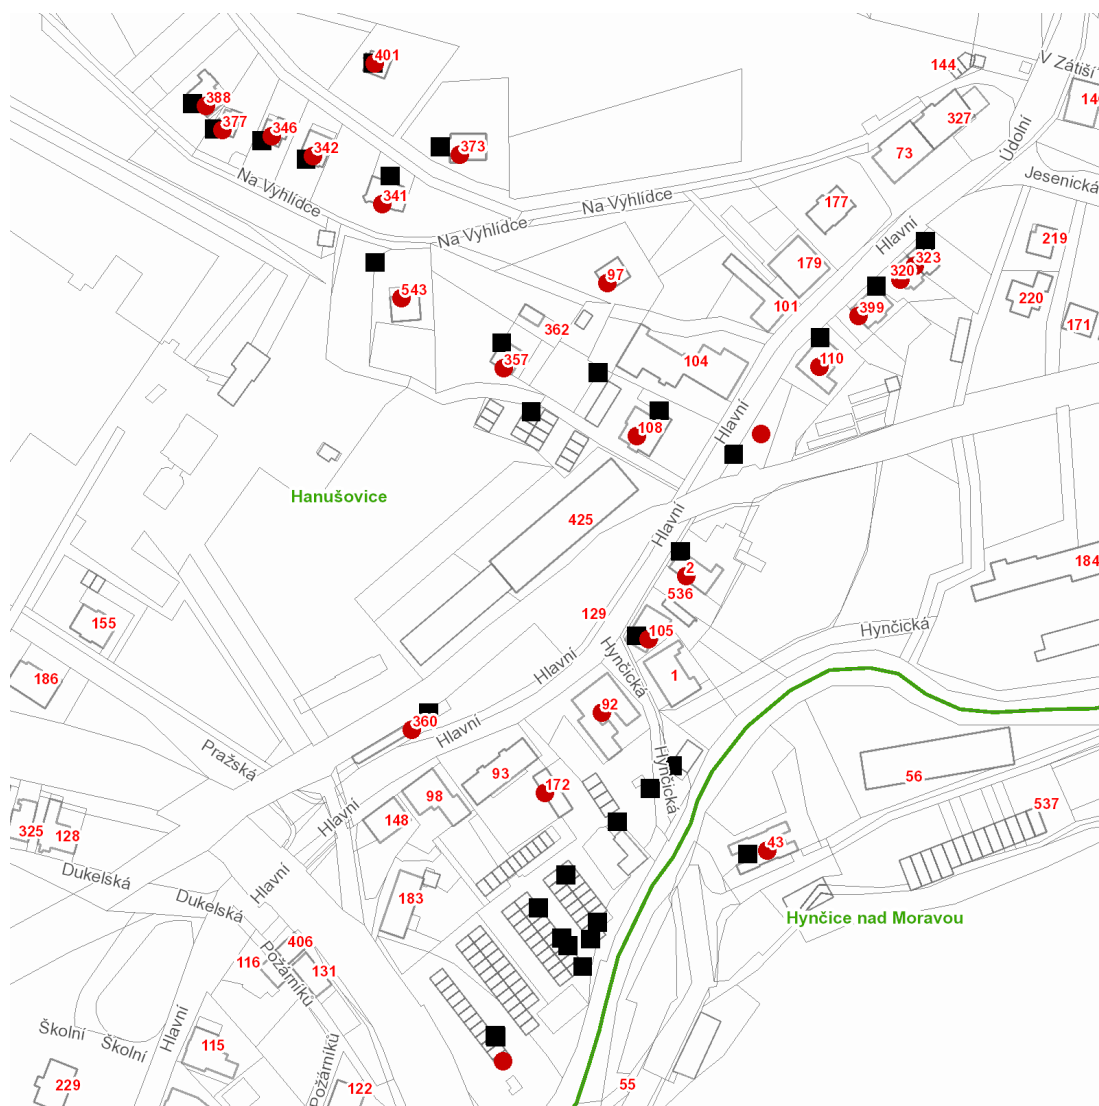 401
144
V Zátiší
388
140
327
377
346
342
373
73
Údolní
Na Vyhlídce
341
Na Vyhlídce
Na Vyhlídce
177
Jesenická
Hlavní
219
179
323
320
97
543
101
220
399
171
362
357
104
110
Hlavní
108
Hanušovice
425
Hlavní
2
184
536
129
105
155
Hynčická
Hlavní
Hynčická
1
186
92
360
Hlavní
Pražská
Hynčická
93
172
56
98
Hlavní
148
537
325
128
43
Dukelská
Hlavní
183
Dukelská
Hynčice nad Moravou
406
116
131
Požárníků
Školní
Školní
Hlavní
115
Požárníků
229
122
55